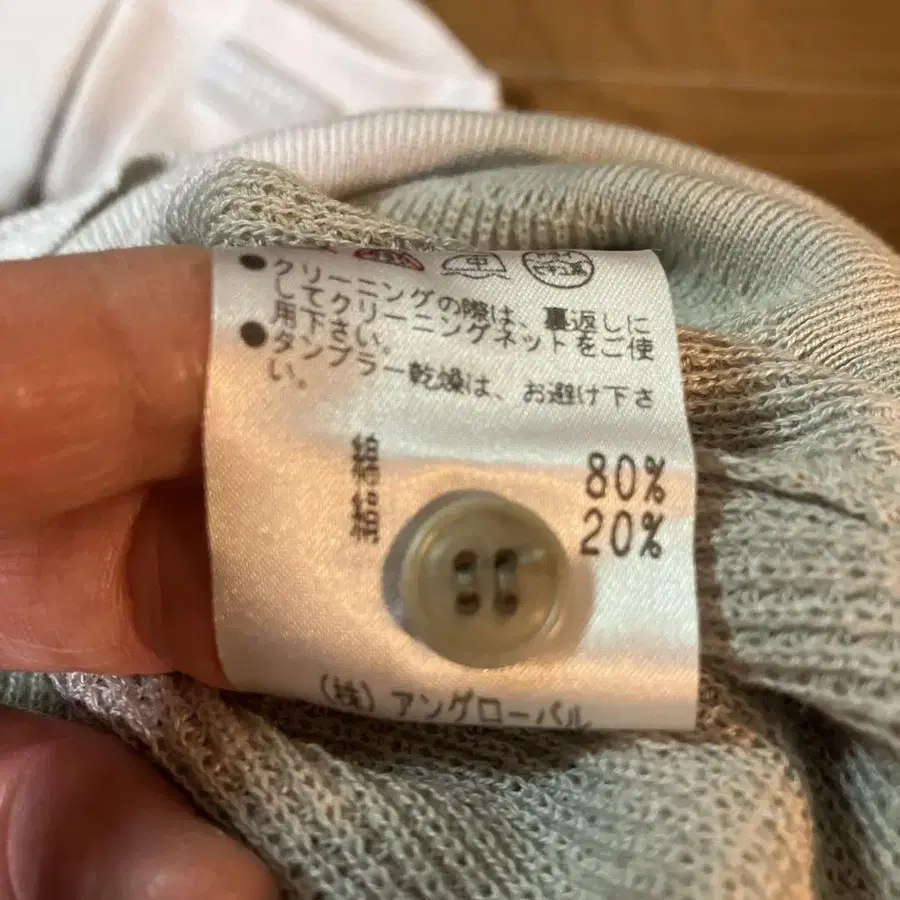 中
●クリーニングの際は、裏返しに
してクリーニングネットをご使
用下さい。
●タンブラー乾燥は、お避け下さ
い。
綿 80%
絹 20%
(株)アングローバル